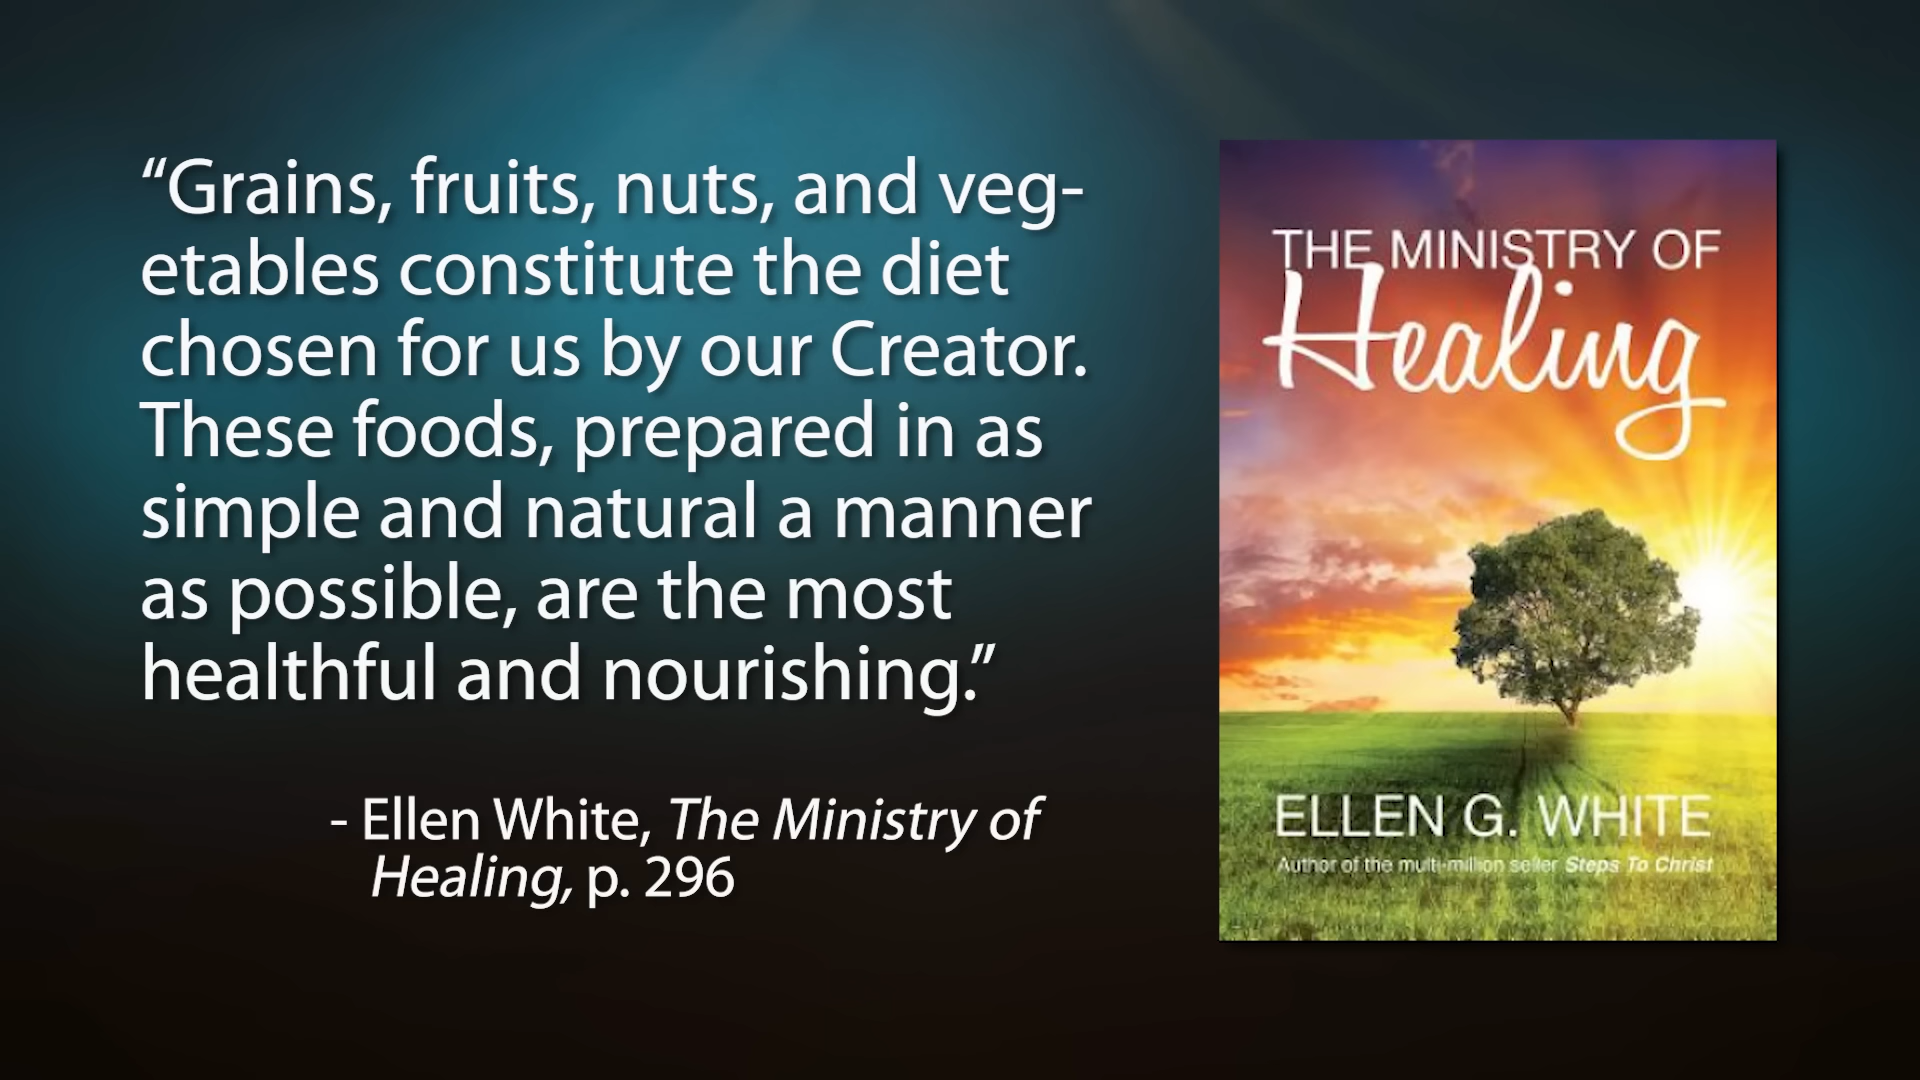 “Grains, fruits, nuts, and veg-
etables constitute the diet
chosen for us by our Creator.
These foods, prepared in as
simple and natural a manner
as possible, are the most
healthful and nourishing.”
- Ellen White, The Ministry of
Healing, p. 296
THE MINISTRY OF
Healing
ELLEN G. WHITE
Author of the multi-million seller Steps To Christ